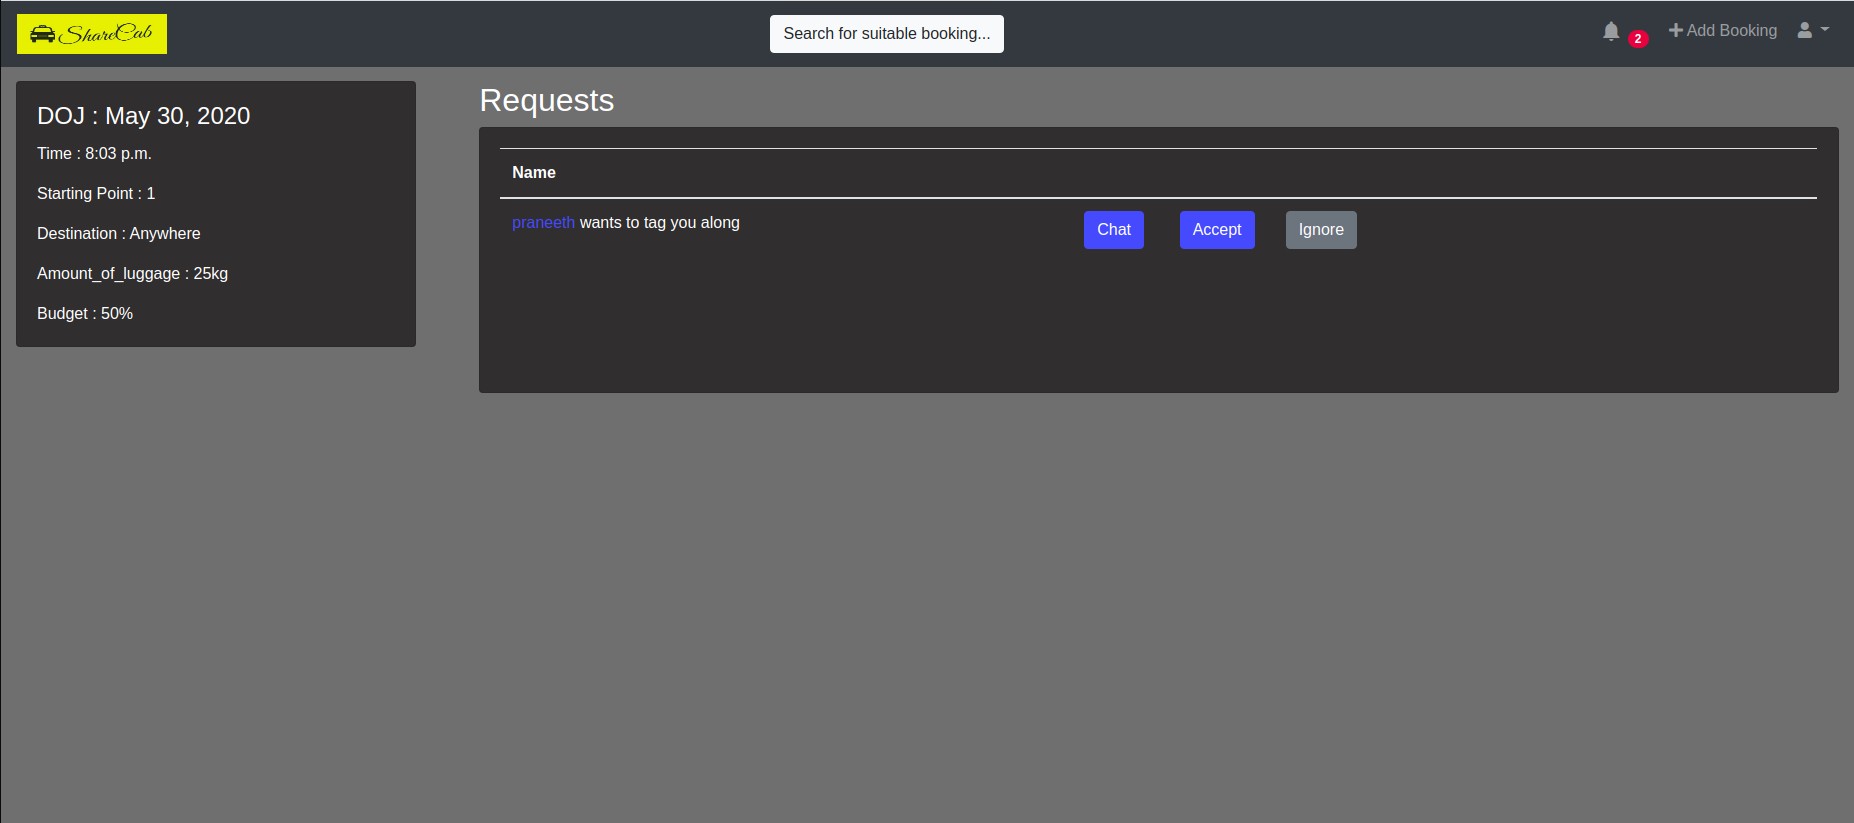 ShareCab
Search for suitable booking...
2
Add Booking
DOJ : May 30, 2020
Time : 8:03 p.m.
Starting Point : 1
Destination : Anywhere
Amount_of_luggage : 25kg
Budget : 50%
Requests
Name
praneeth wants to tag you along
Chat
Accept
Ignore